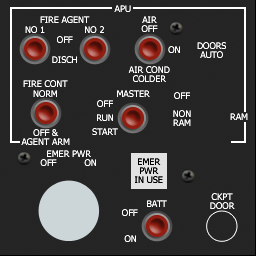 APU
FIRE AGENT
NO 1
OFF
NO 2
DISCH
AIR
OFF
ON
AIR COND
COLDER
DOORS
AUTO
FIRE CONT
NORM
OFF &
AGENT ARM
MASTER
OFF
RUN
START
OFF
NON
RAM
RAM
EMER PWR
OFF
ON
EMER
PWR
IN USE
BATT
OFF
ON
CKPT
DOOR